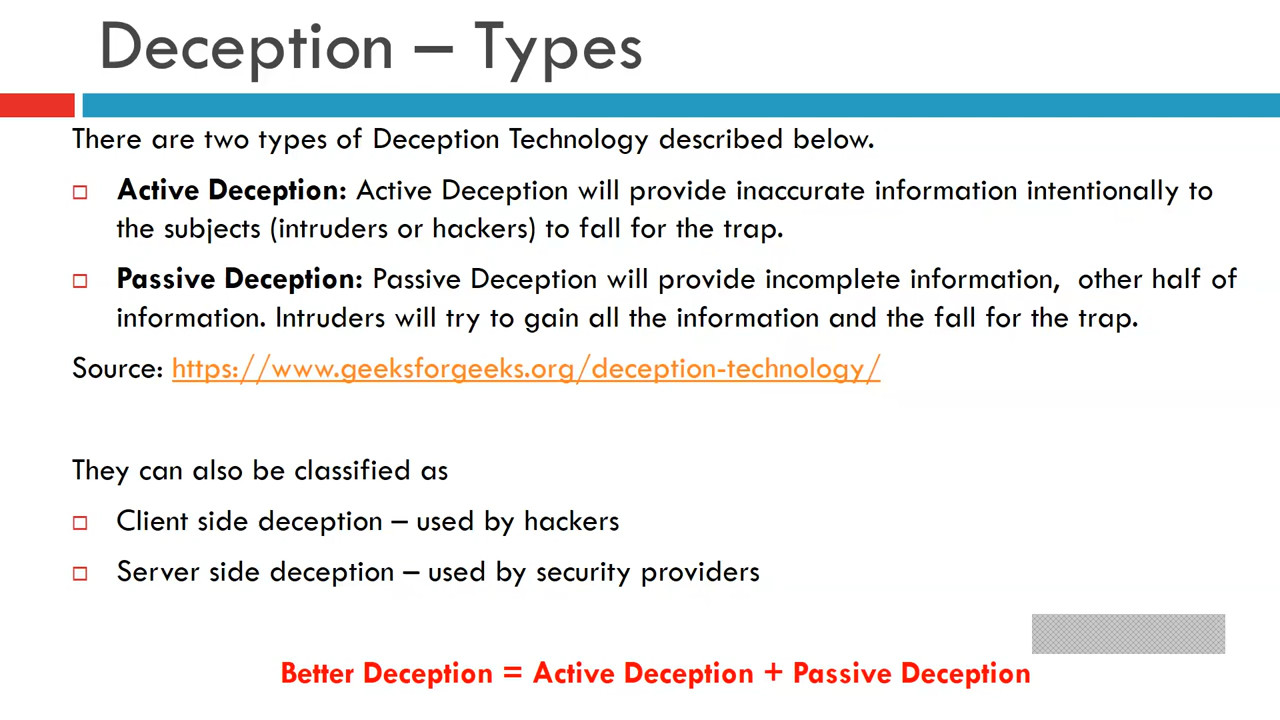 Deception – Types
There are two types of Deception Technology described below.
Active Deception: Active Deception will provide inaccurate information intentionally to
the subjects (intruders or hackers) to fall for the trap.
Passive Deception: Passive Deception will provide incomplete information,  other half of
information. Intruders will try to gain all the information and the fall for the trap.
Source: https://www.geeksforgeeks.org/deception-technology/
They can also be classified as
Client side deception – used by hackers
Server side deception – used by security providers
Better Deception = Active Deception + Passive Deception